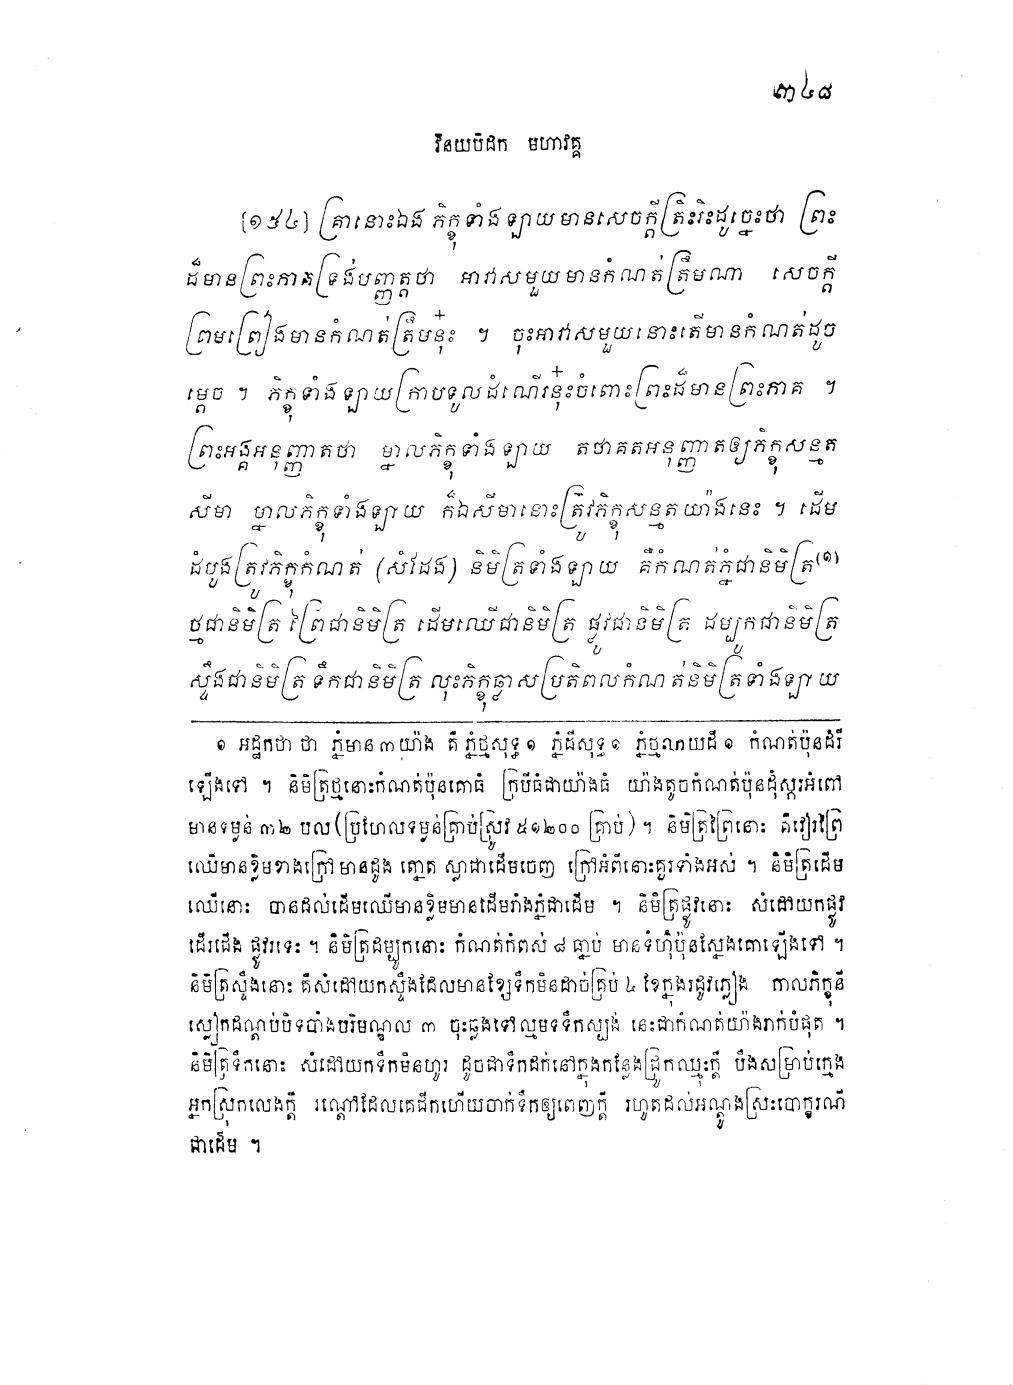 ៣៤៨
វិនយបិដក មហាវគ្គ
[១៥៤] គ្រានោះឯង ភិក្ខុទាំងឡាយមានសេចក្តីត្រិះរិះដូច្នេះថា ព្រះ
ដ៏មានព្រះភាគទ្រង់បញ្ញត្តថា អាវាសមួយមានកំណត់ត្រឹមណា សេចក្តី
ព្រមព្រៀងមានកំណត់ត្រឹមនុ៎ះ ។ ចុះអាវាសមួយនោះតើមានកំណត់ដូច
ម្តេច ។ ភិក្ខុទាំងឡាយក្រាបទូលដំណើរនុ៎ះចំពោះព្រះដ៏មានព្រះភាគ ។
ព្រះអង្គអនុញ្ញាតថា ម្នាលភិក្ខុទាំងឡាយ តថាគតអនុញ្ញាតឲ្យភិក្ខុសន្មត
សីមា ម្នាលភិក្ខុទាំងឡាយ ក៏ឯសីមានោះត្រូវភិក្ខុសន្មតយ៉ាងនេះ ។ ដើម
ដំបូងត្រូវភិក្ខុកំណត់ (សំដែង) និមិត្រទាំងឡាយ គឺកំណត់ភ្នំជានិមិត្រ(១)
ថ្មជានិមិត្រ ព្រៃជានិមិត្រ ដើមឈើជានិមិត្រ ផ្លូវជានិមិត្រ ដម្បូកជានិមិត្រ
ស្ទឹងជានិមិត្រ ទឹកជានិមិត្រ លុះភិក្ខុឆ្លាសប្រតិពលកំណត់និមិត្រទាំងឡាយ
១ អដ្ឋកថា ថា ភ្នំមាន ៣ យ៉ាង គឺ ភ្នំថ្មសុទ្ធ ១ ភ្នំដីសុទ្ធ ១ ភ្នំថ្មលាយដី ១ កំណត់ប៉ុនដំរី
ឡើងទៅ ។ និមិត្រថ្មនោះកំណត់ប៉ុនគោធំ ក្របីធំជាយ៉ាងធំ យ៉ាងតូចកំណត់ប៉ុនដុំស្ករអំពៅ
មានទម្ងន់ ៣២ បល (ប្រហែលទម្ងន់គ្រាប់ស្រូវ ៥១២០០ គ្រាប់) ។ និមិត្រព្រៃនោះ គឺវៀរព្រៃ
ឈើមានខ្លឹមខាងក្រៅ មានដូង ត្នោត ស្លាជាដើមចេញ ក្រៅអំពីនោះគួរទាំងអស់ ។ និមិត្រដើម
ឈើនោះ បានដល់ដើមឈើមានខ្លឹមមានដើមរាំងភ្នំជាដើម ។ និមិត្រផ្លូវនោះ សំដៅយកផ្លូវ
ដើរជើង ផ្លូវរទេះ ។ និមិត្រដម្បូកនោះ កំណត់កំពស់ ៨ ធ្នាប់ មានទំហ៊ុំប៉ុនស្នែងគោឡើងទៅ ។
និមិត្រស្ទឹងនោះ គឺសំដៅយកស្ទឹងដែលមានខ្សែទឹកមិនដាច់គ្រប់ ៤ ខែក្នុងរដូវភ្លៀង កាលភិក្ខុនី
ស្លៀកដណ្តប់បិទបាំងបរិមណ្ឌល ៣ ចុះឆ្លងទៅល្មមទទឹកស្បង់ នេះជាកំណត់យ៉ាងរាក់បំផុត ។
និមិត្រទឹកនោះ សំដៅយកទឹកមិនហូរ ដូចជាទឹកដក់នៅក្នុងកន្លែងជ្រូកឈ្មុះក្តី បឹងសម្រាប់ក្មេង
អ្នកស្រុកលេងក្តី រណ្តៅដែលគេជីកហើយចាក់ទឹកឲ្យពេញក្តី រហូតដល់អណ្តូងស្រះបោក្ខរណី
ជាដើម ។